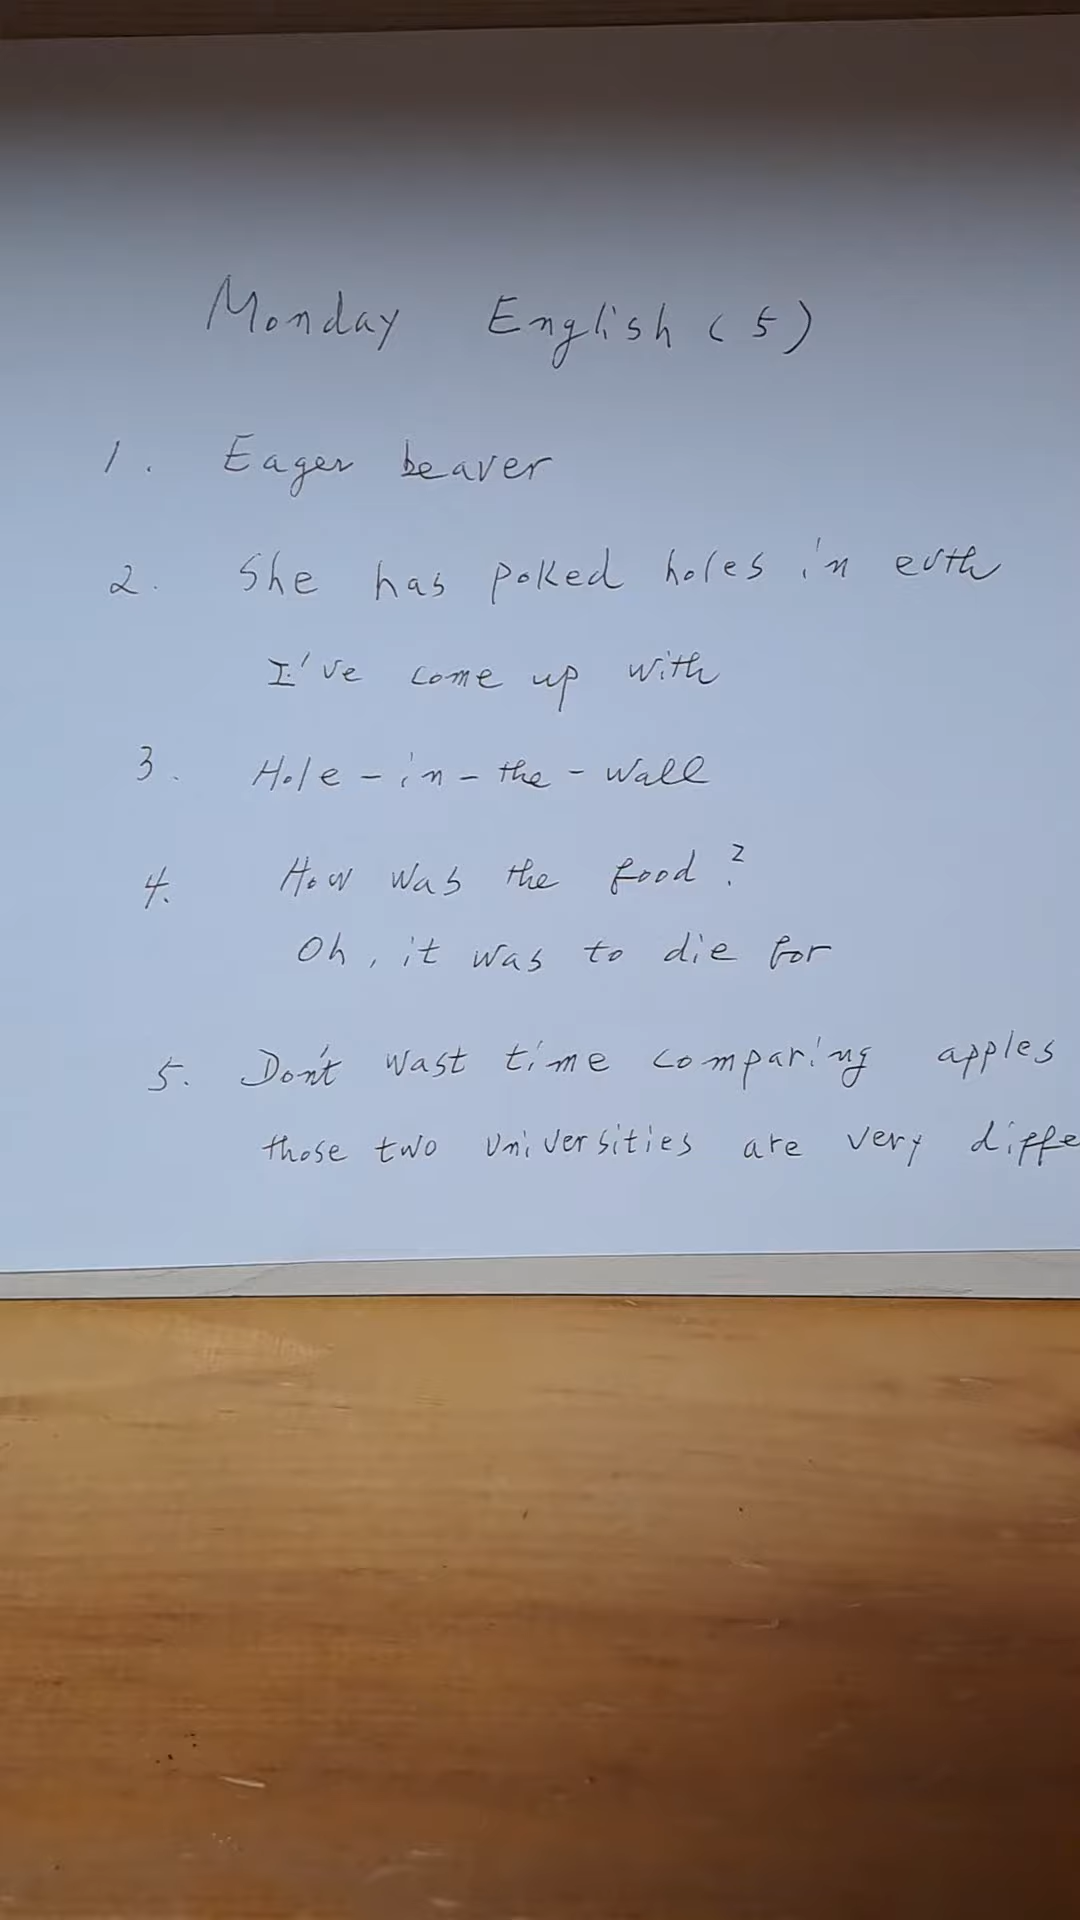 Monday English (5)
1. Eager beaver
2. She has poked holes in evth
I've come up with
3. Hole-in-the-wall
4. How was the food?
Oh, it was to die for
5. Don't wast time comparing apples
those two universities are very diffe